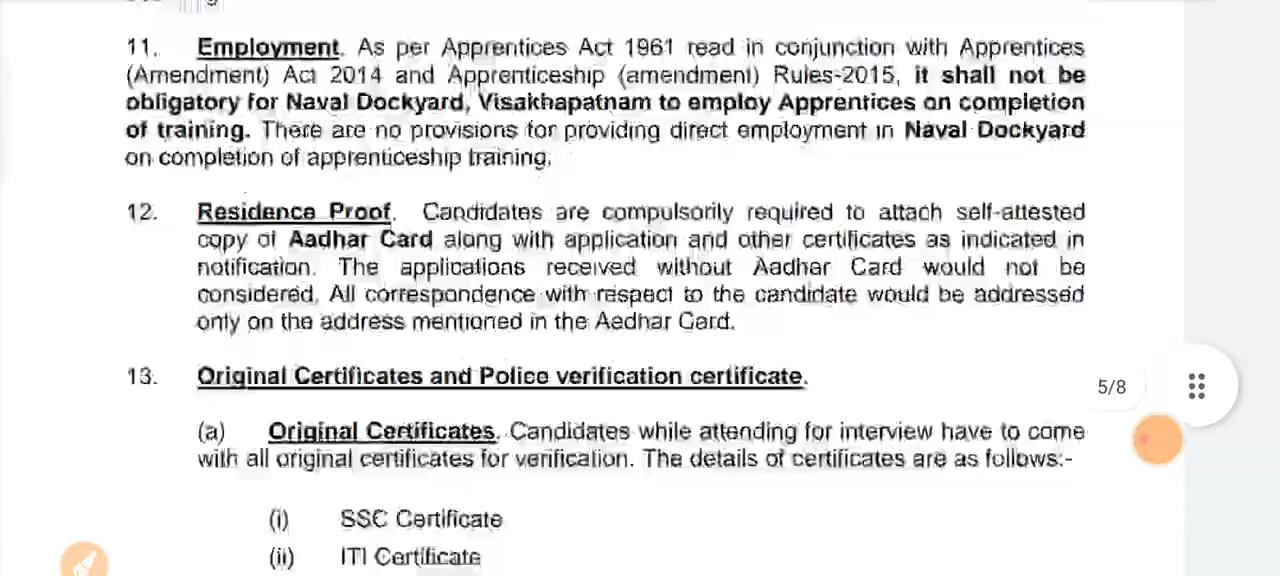 11. Employment. As per Apprentices Act 1961 read in conjunction with Apprentices
(Amendment) Act 2014 and Apprenticeship (amendment) Rules-2015, it shall not be
obligatory for Naval Dockyard, Visakhapatnam to employ Apprentices on completion
of training. There are no provisions for providing direct employment in Naval Dockyard
on completion of apprenticeship training.
12. Residence Proof. Candidates are compulsorily required to attach self-attested
copy of Aadhar Card along with application and other certificates as indicated in
notification. The applications received without Aadhar Card would not be
considered. All correspondence with respect to the candidate would be addressed
only on the address mentioned in the Aadhar Card.
13. Original Certificates and Police verification certificate.
5/8
(a) Original Certificates. Candidates while attending for interview have to come
with all original certificates for verification. The details of certificates are as follows:-
(i) SSC Certificate
(ii) ITI Certificate